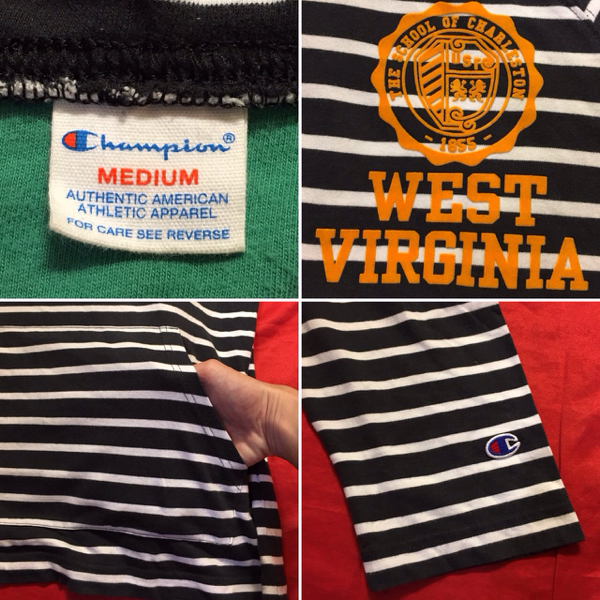 Champion®
MEDIUM
AUTHENTIC AMERICAN
ATHLETIC APPAREL
FOR CARE SEE REVERSE
THE SCHOOL OF CHARLESTON
- 1855 -
WEST
VIRGINIA